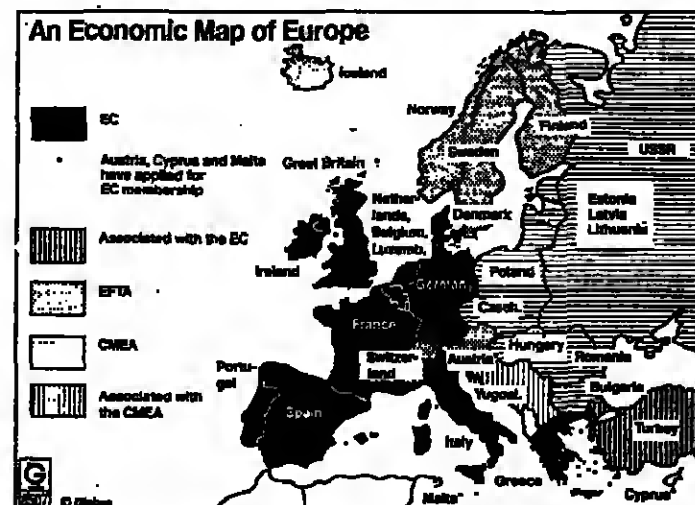 An Economic Map of Europe
Iceland
EC
Norway
Finland
Sweden
USSR
Austria, Cyprus and Malta
have applied for
EC membership
Great Britain
Nether-
lands,
Belgium,
Luxemb.
Denmark
Estonia
Latvia
Lithuania
Associated with the EC
Ireland
Germany
Poland
EFTA
Czech.
France
CMEA
Switzer-
land
Austria*
Hungary
Romania
Portu-
gal
Yugosl.
Bulgaria
Associated with
the CMEA
Spain
Turkey
Italy
Greece
G
Malta*
Cyprus*
© Globus